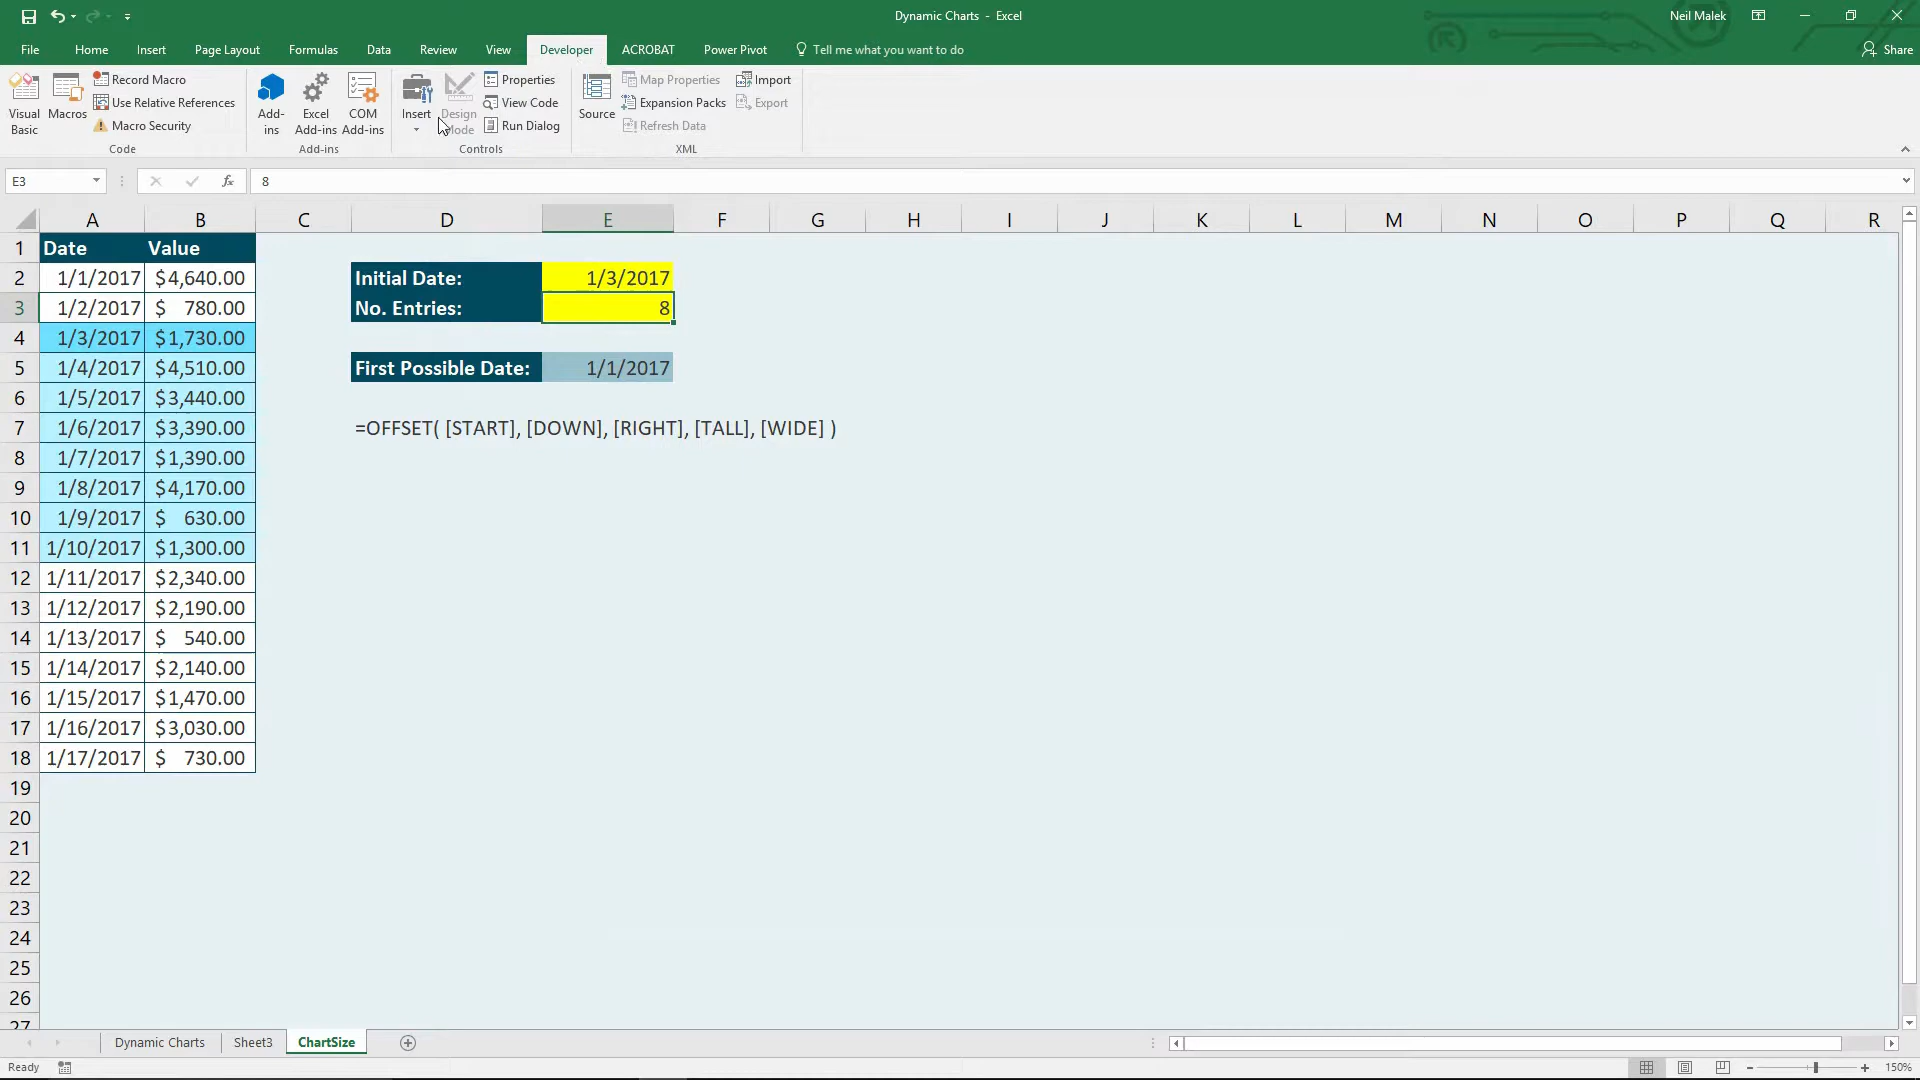 Dynamic Charts - Excel
Neil Malek
File Home Insert Page Layout Formulas Data Review View Developer ACROBAT Power Pivot Tell me what you want to do Share
Visual Basic
Macros
Record Macro
Use Relative References
Macro Security
Code
Add-ins
Excel Add-ins
COM Add-ins
Add-ins
Insert
Design Mode
Properties
View Code
Run Dialog
Controls
Source
Map Properties
Expansion Packs
Refresh Data
Import
Export
XML
E3 fx 8
A B C D E F G H I J K L M N O P Q R
1 Date Value
2 1/1/2017 $4,640.00 Initial Date: 1/3/2017
3 1/2/2017 $ 780.00 No. Entries: 8
4 1/3/2017 $1,730.00
5 1/4/2017 $4,510.00 First Possible Date: 1/1/2017
6 1/5/2017 $3,440.00
7 1/6/2017 $3,390.00 =OFFSET( [START], [DOWN], [RIGHT], [TALL], [WIDE] )
8 1/7/2017 $1,390.00
9 1/8/2017 $4,170.00
10 1/9/2017 $ 630.00
11 1/10/2017 $1,300.00
12 1/11/2017 $2,340.00
13 1/12/2017 $2,190.00
14 1/13/2017 $ 540.00
15 1/14/2017 $2,140.00
16 1/15/2017 $1,470.00
17 1/16/2017 $3,030.00
18 1/17/2017 $ 730.00
19
20
21
22
23
24
25
26
27
Dynamic Charts Sheet3 ChartSize
Ready 150%